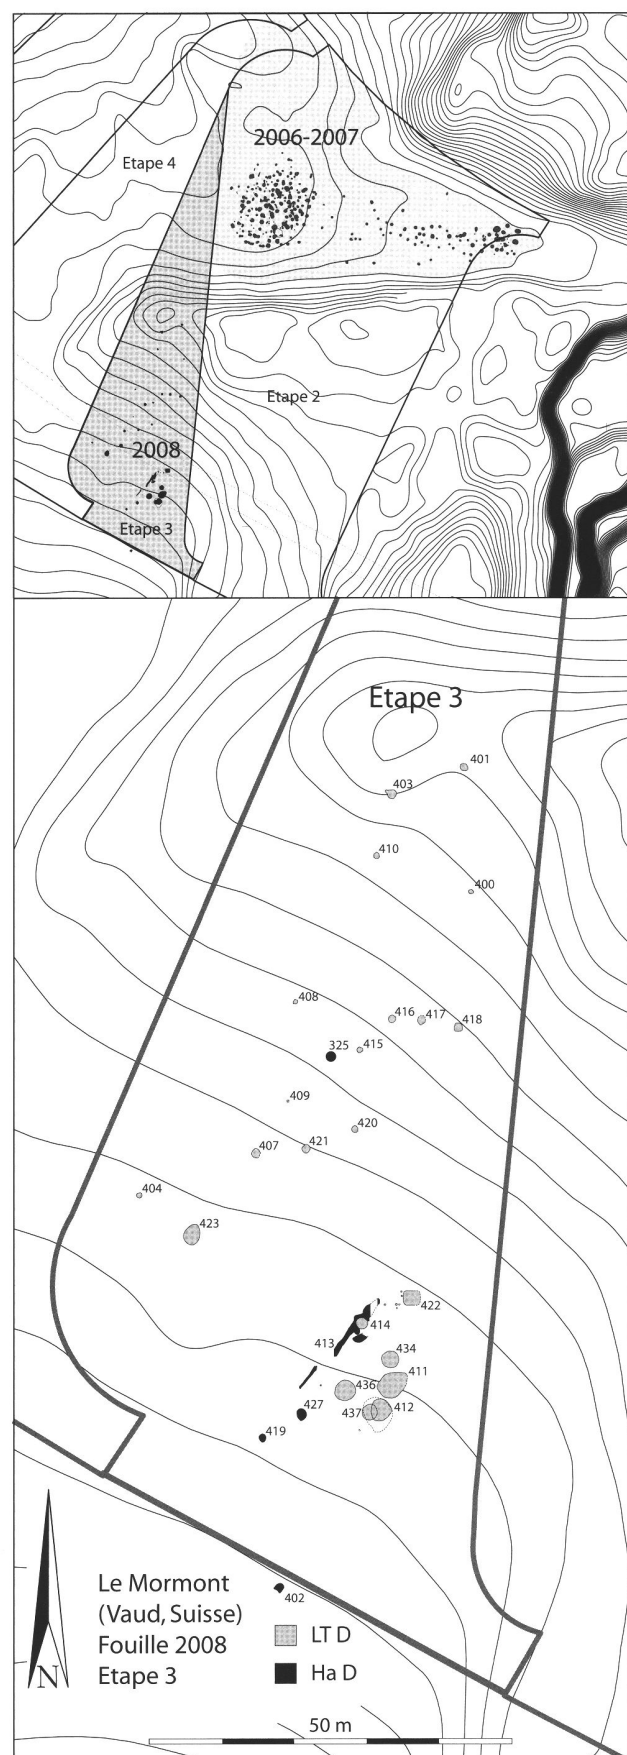 2006-2007
Etape 4
Etape 2
2008
Etape 3
Etape 3
401
403
410
400
408
416
417
418
325
415
409
420
407
421
404
423
422
414
413
434
411
436
427
437
412
419
402
Le Mormont
(Vaud, Suisse)
Fouille 2008
Etape 3
LT D
Ha D
N
50 m